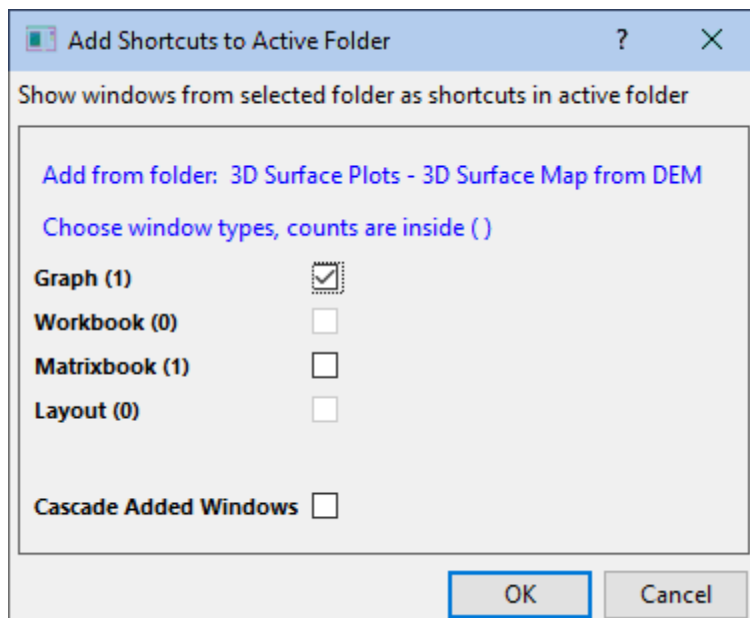 Add Shortcuts to Active Folder ?
Show windows from selected folder as shortcuts in active folder
Add from folder: 3D Surface Plots - 3D Surface Map from DEM
Choose window types, counts are inside ( )
Graph (1)
Workbook (0)
Matrixbook (1)
Layout (0)
Cascade Added Windows
OK Cancel